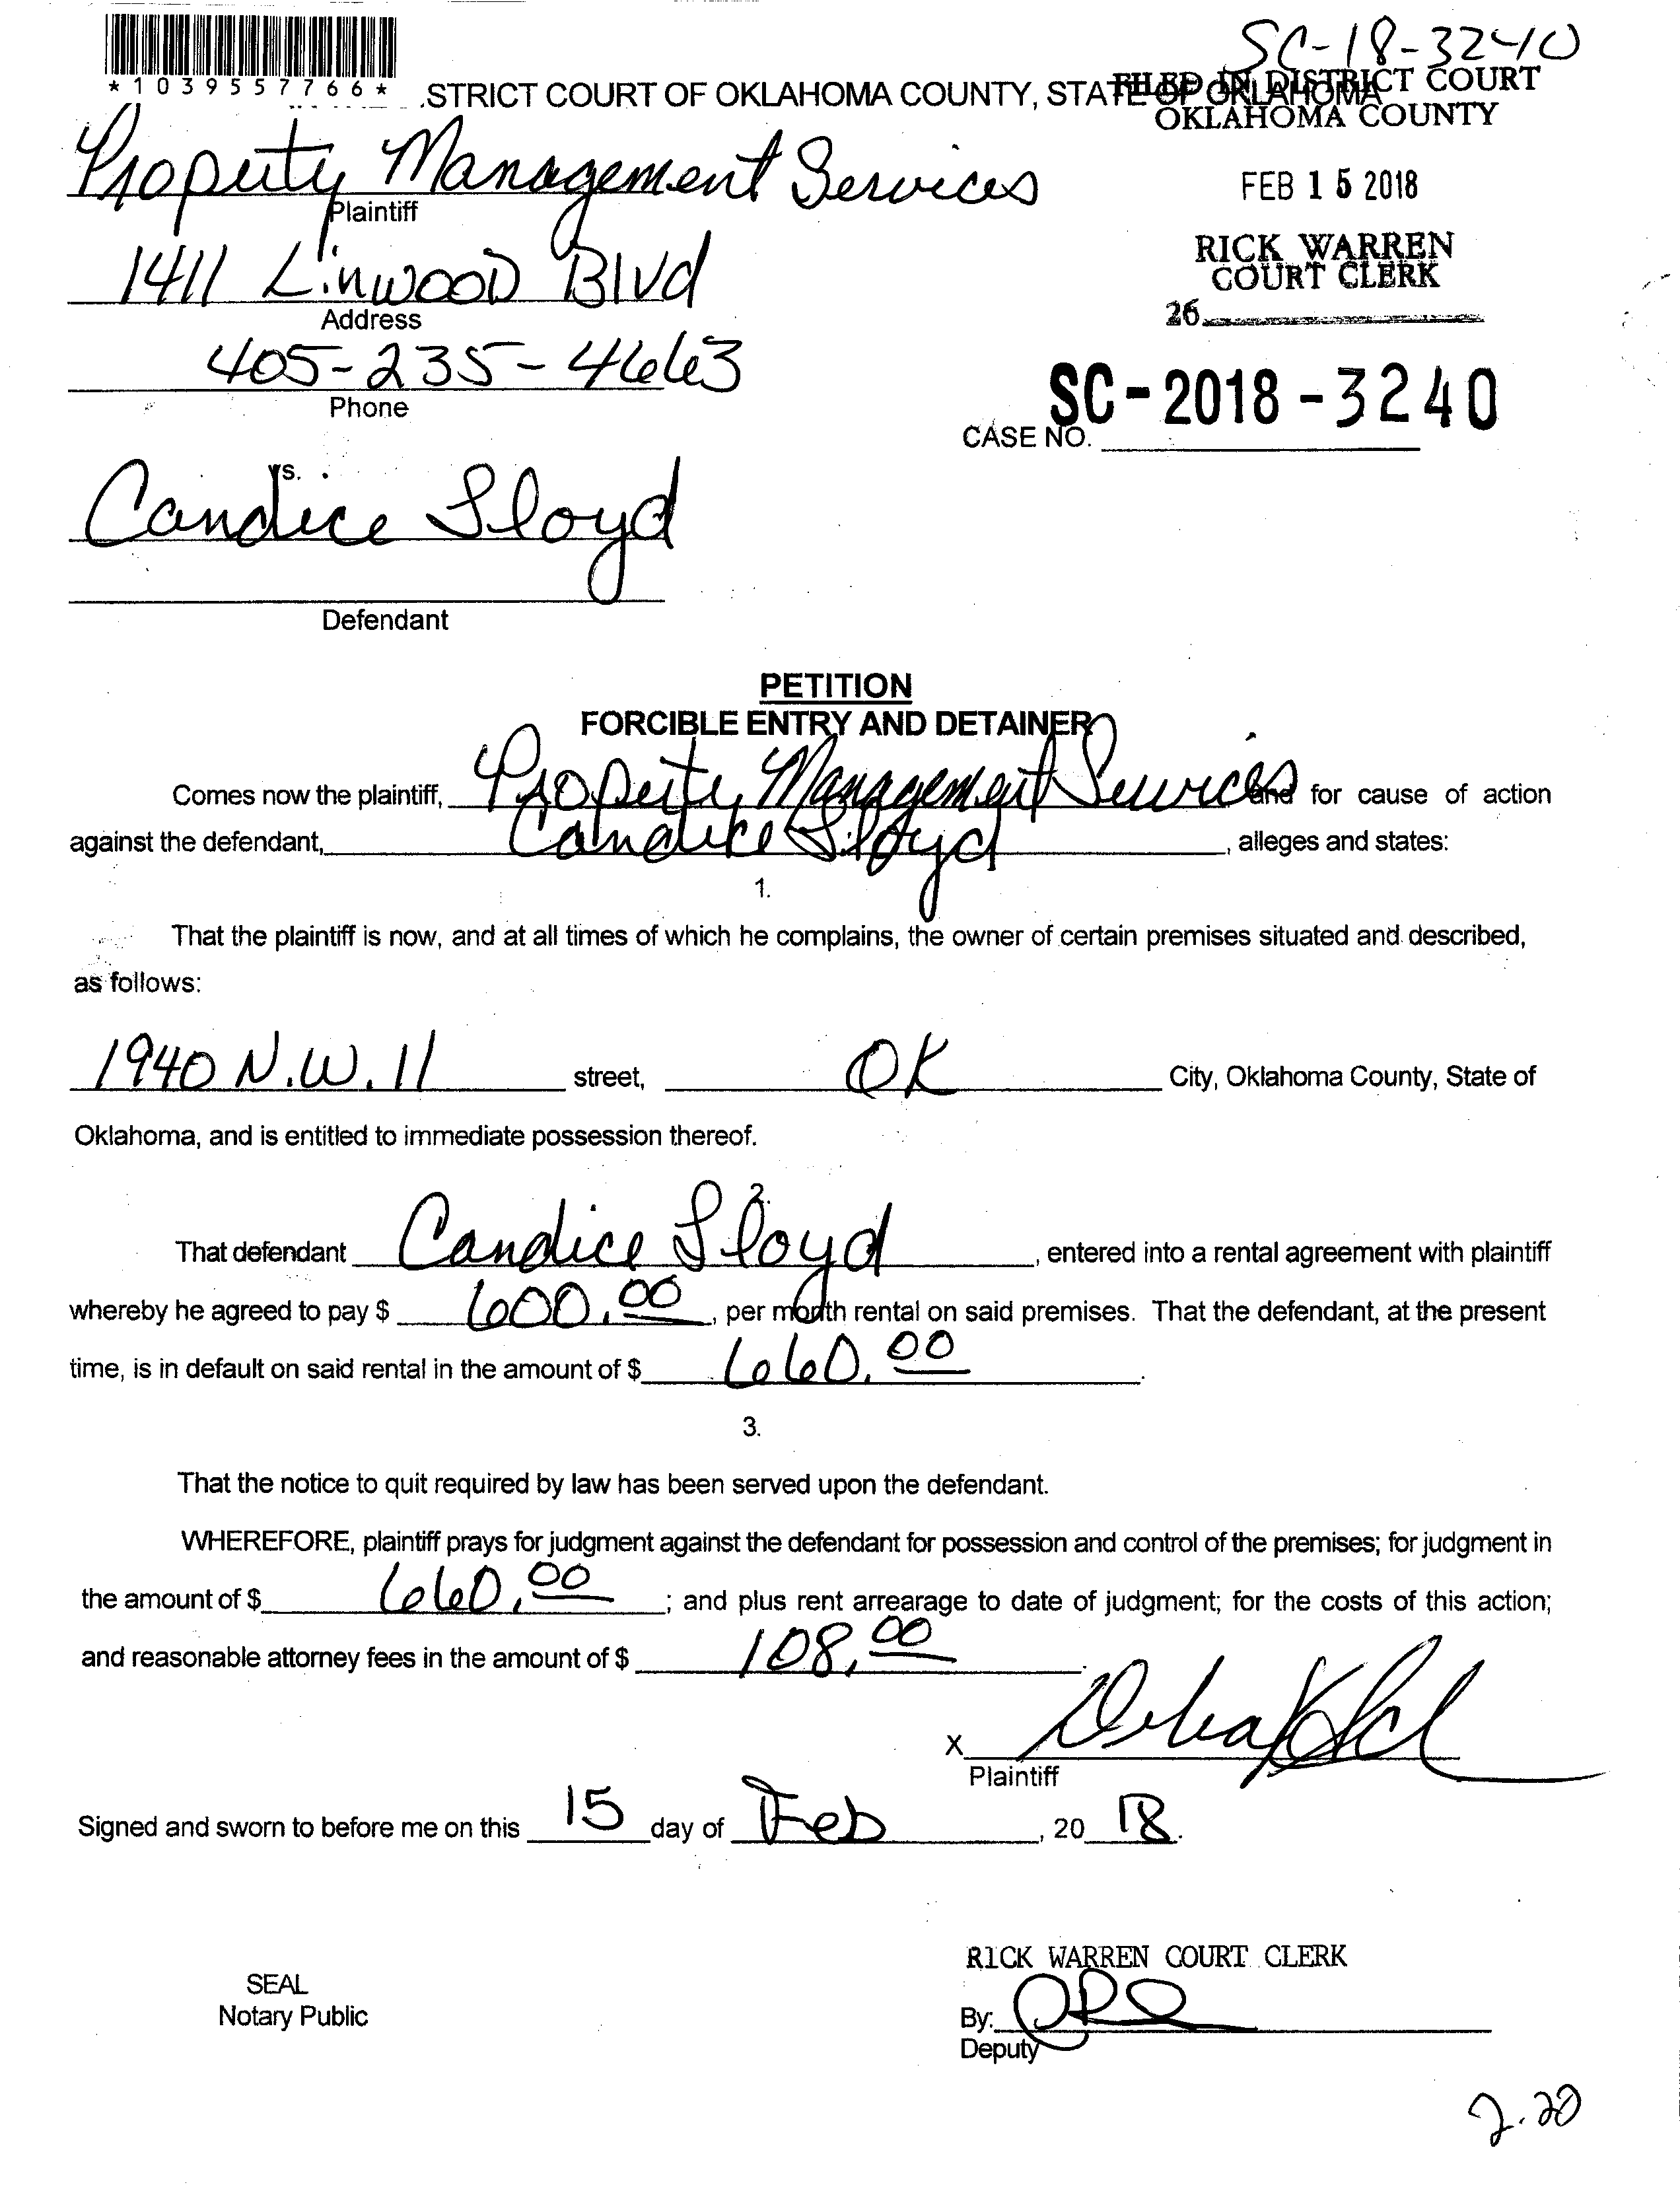 SC-18-3240
*1039557766*
.STRICT COURT OF OKLAHOMA COUNTY, STATE OF OKLAHOMA
FILED IN DISTRICT COURT
OKLAHOMA COUNTY
FEB 15 2018
RICK WARREN
COURT CLERK
26
Property Management Services
Plaintiff
1411 Linwood Blvd
Address
405-235-4663
Phone
SC-2018-3240
CASE NO.
vs.
Candice Lloyd
Defendant
PETITION
FORCIBLE ENTRY AND DETAINER
Comes now the plaintiff, Property Management Services and for cause of action
against the defendant, Candice Lloyd, alleges and states:
1.
That the plaintiff is now, and at all times of which he complains, the owner of certain premises situated and described,
as follows:
1940 N.W. 11 street, OK City, Oklahoma County, State of
Oklahoma, and is entitled to immediate possession thereof.
2.
That defendant Candice Lloyd, entered into a rental agreement with plaintiff
whereby he agreed to pay $ 600.00, per month rental on said premises. That the defendant, at the present
time, is in default on said rental in the amount of $ 660.00.
3.
That the notice to quit required by law has been served upon the defendant.
WHEREFORE, plaintiff prays for judgment against the defendant for possession and control of the premises; for judgment in
the amount of $ 660.00; and plus rent arrearage to date of judgment; for the costs of this action;
and reasonable attorney fees in the amount of $ 108.00
X
Plaintiff
Signed and sworn to before me on this 15 day of Feb, 20 18.
RICK WARREN COURT CLERK
SEAL
Notary Public
By:
Deputy
2.20